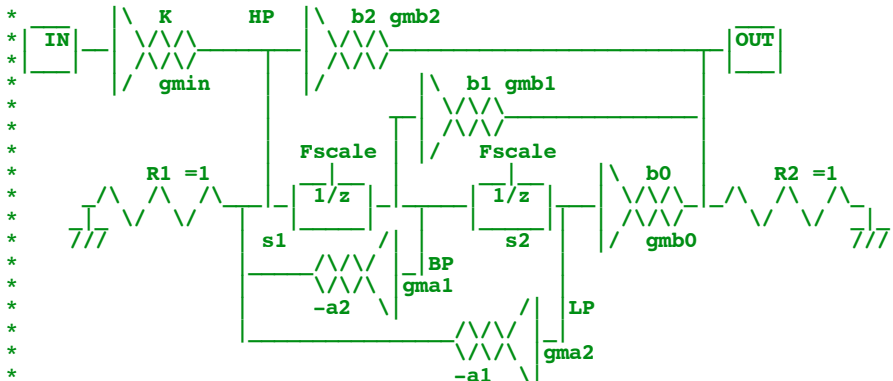 K HP b2 gmb2
IN OUT
gmin b1 gmb1
Fscale Fscale
R1 =1 b0 R2 =1
1/z 1/z
s1 s2 gmb0
BP
gma1
-a2 LP
gma2
-a1